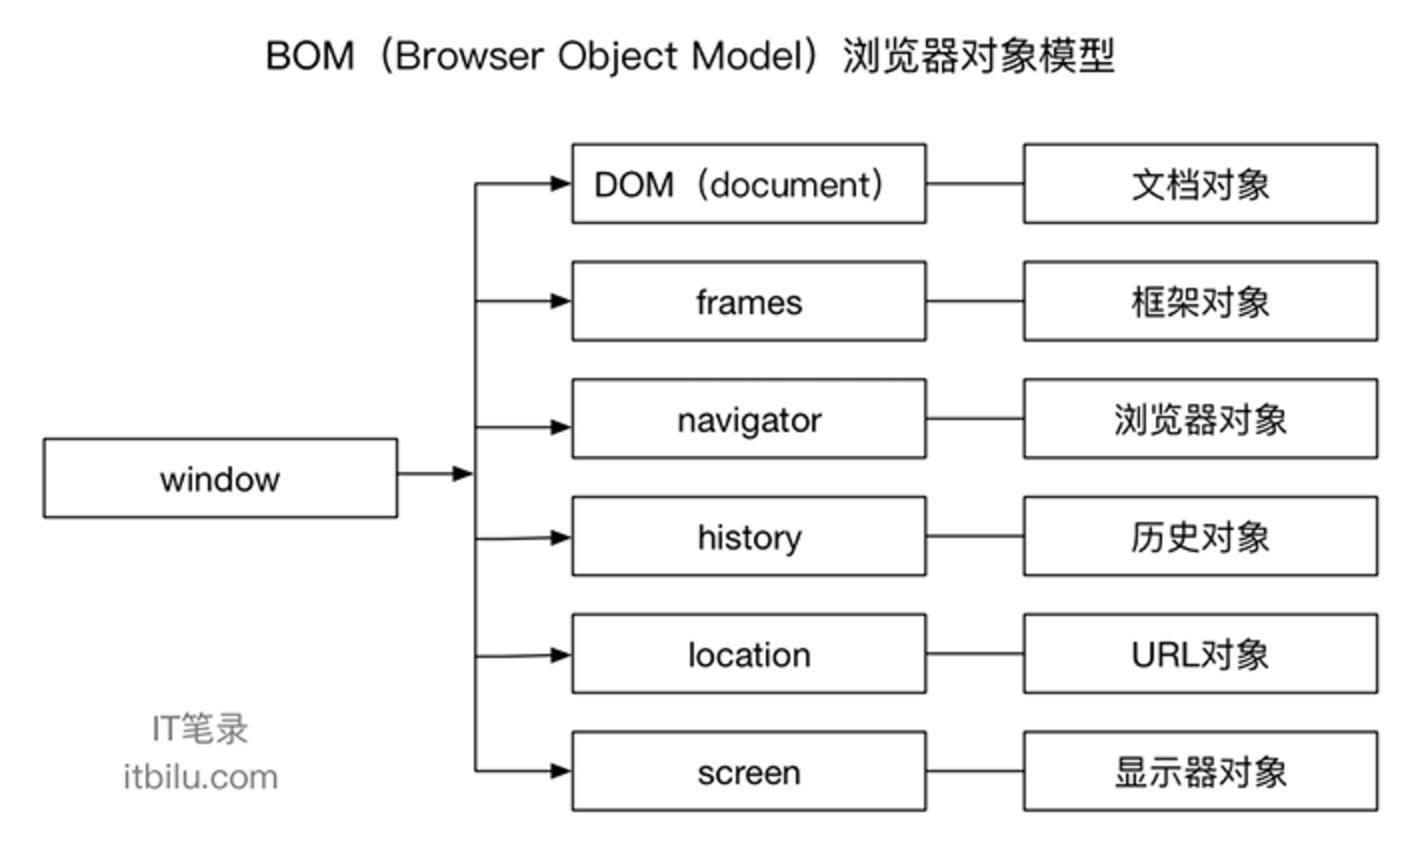 BOM（Browser Object Model）浏览器对象模型
DOM（document）
文档对象
frames
框架对象
navigator
浏览器对象
window
history
历史对象
location
URL对象
screen
显示器对象
IT笔录
itbilu.com